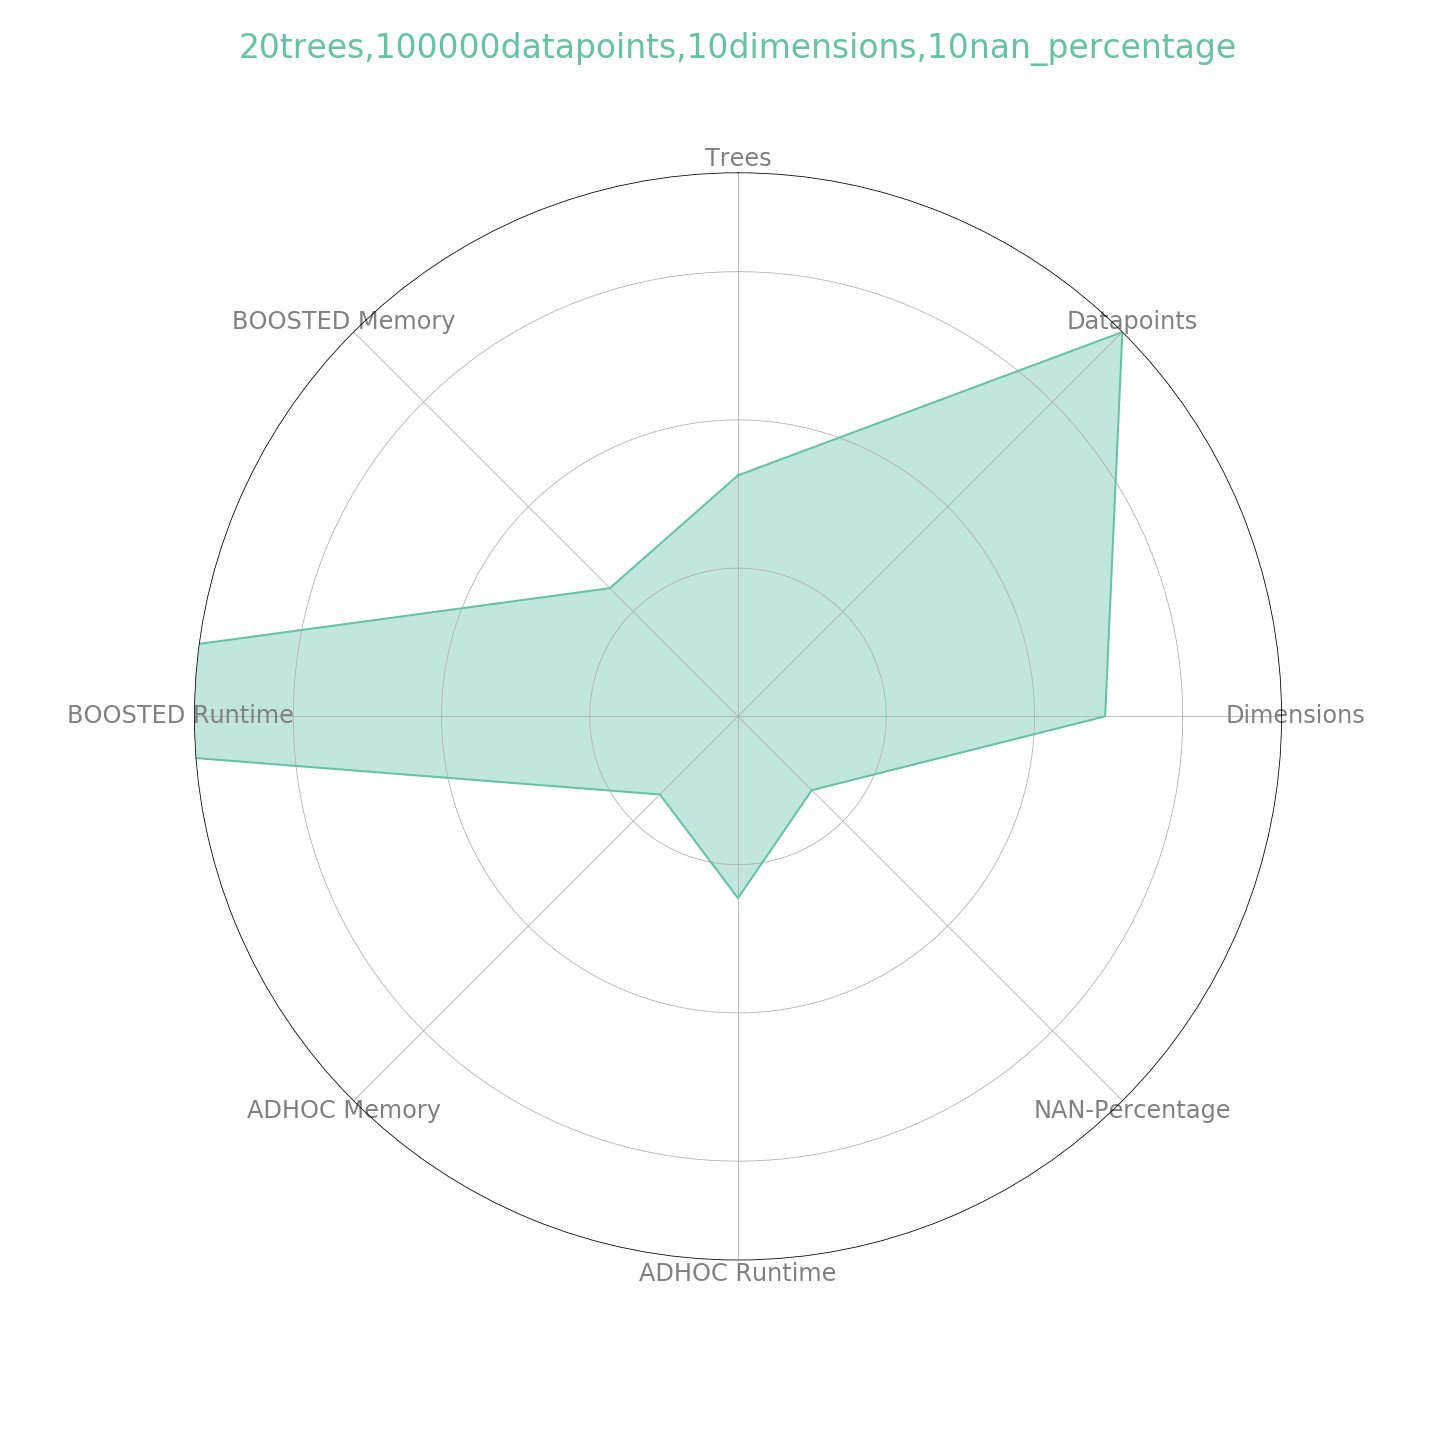 20trees,100000datapoints,10dimensions,10nan_percentage
Trees
BOOSTED Memory
Datapoints
BOOSTED Runtime
Dimensions
ADHOC Memory
NAN-Percentage
ADHOC Runtime